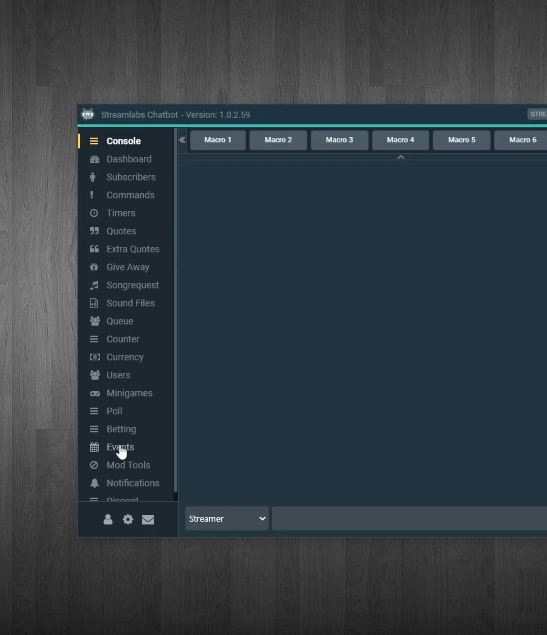 Streamlabs Chatbot - Version: 1.0.2.59
STRE
Console
Macro 1
Macro 2
Macro 3
Macro 4
Macro 5
Macro 6
Dashboard
Subscribers
Commands
Timers
Quotes
Extra Quotes
Give Away
Songrequest
Sound Files
Queue
Counter
Currency
Users
Minigames
Poll
Betting
Events
Mod Tools
Notifications
Discord
Streamer